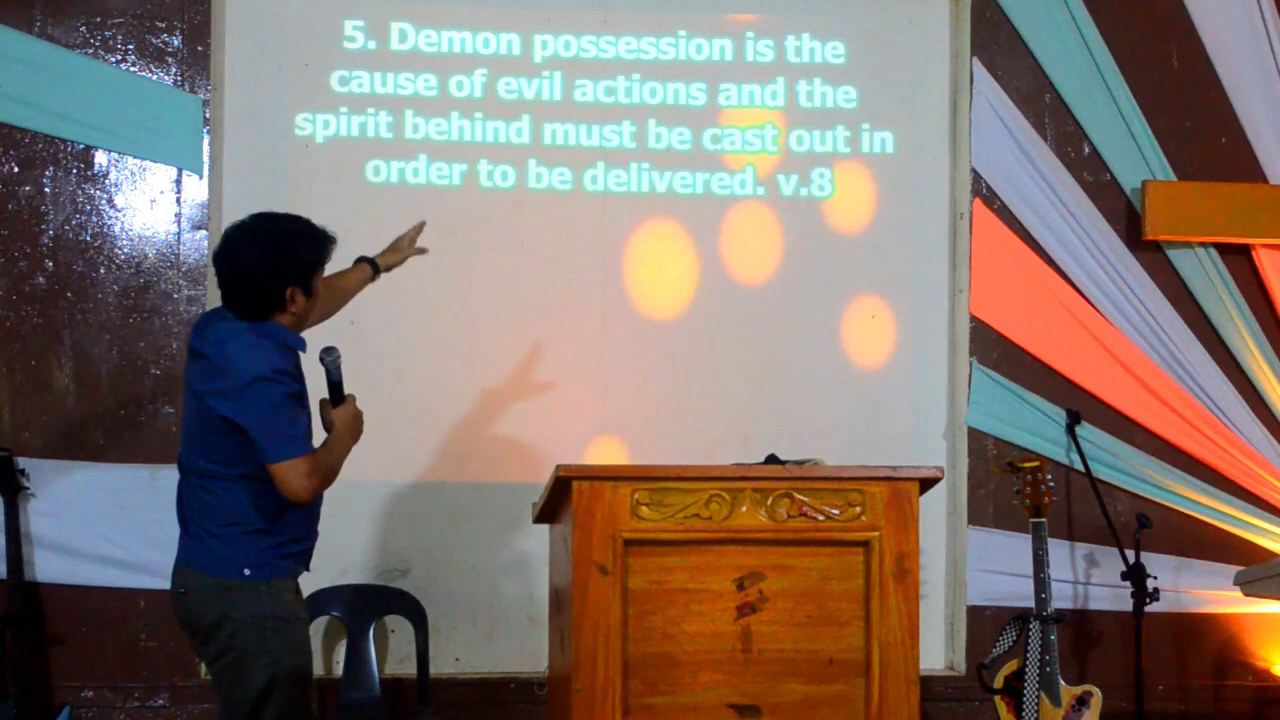 5. Demon possession is the
cause of evil actions and the
spirit behind must be cast out in
order to be delivered. v.8